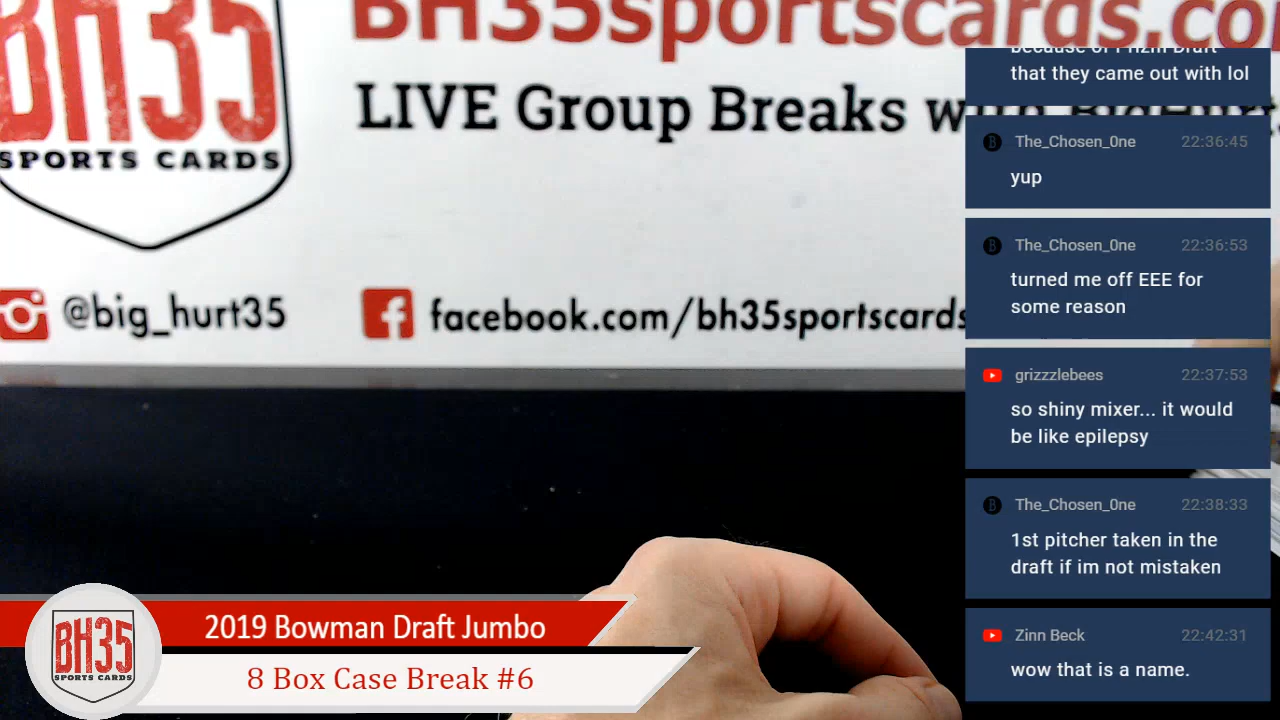 BH35
SPORTS CARDS
BH35sportscards.co
LIVE Group Breaks
@big_hurt35
facebook.com/bh35sportscards
because of Prizm Draft
that they came out with lol
The_Chosen_0ne 22:36:45
yup
The_Chosen_0ne 22:36:53
turned me off EEE for
some reason
grizzzlebees 22:37:53
so shiny mixer... it would
be like epilepsy
The_Chosen_0ne 22:38:33
1st pitcher taken in the
draft if im not mistaken
Zinn Beck 22:42:31
wow that is a name.
BH35
SPORTS CARDS
2019 Bowman Draft Jumbo
8 Box Case Break #6